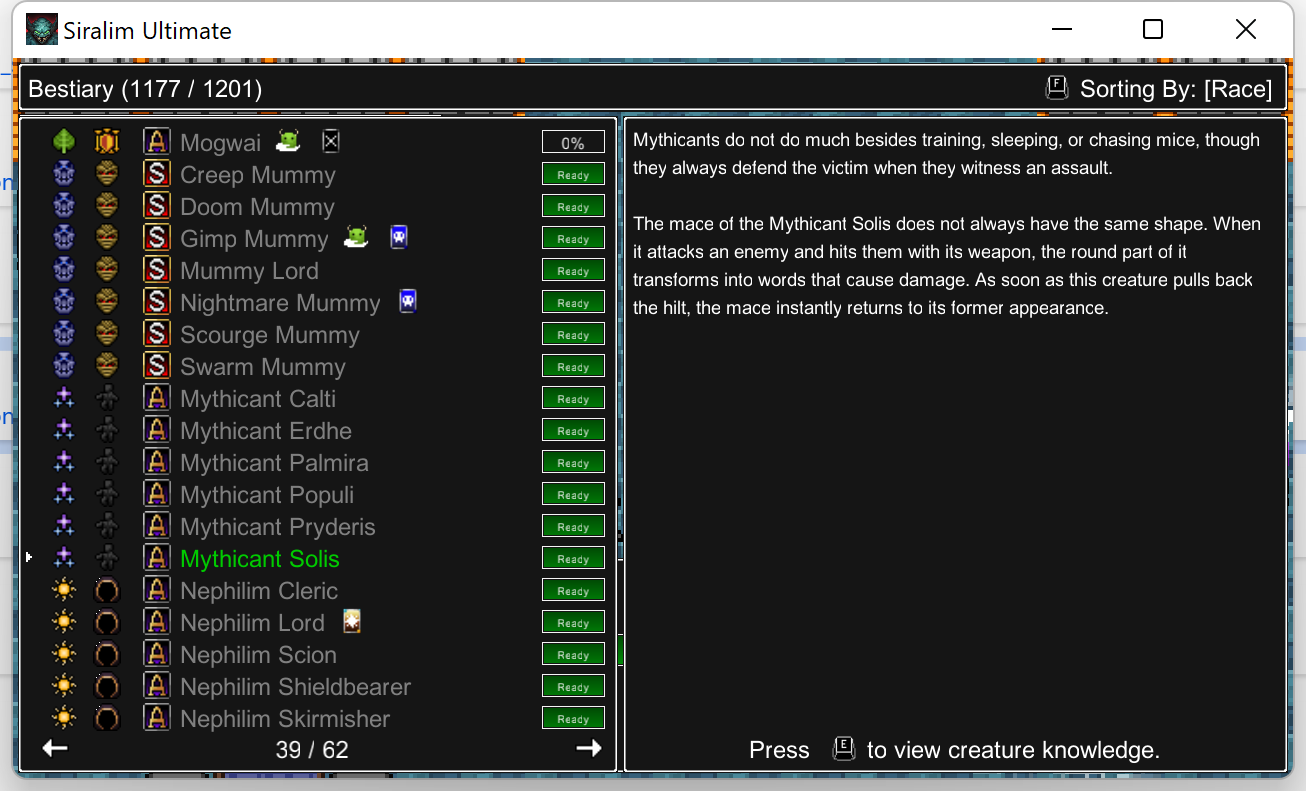 Siralim Ultimate
Bestiary (1177 / 1201)
F Sorting By: [Race]
A Mogwai 0%
S Creep Mummy Ready
S Doom Mummy Ready
S Gimp Mummy Ready
S Mummy Lord Ready
S Nightmare Mummy Ready
S Scourge Mummy Ready
S Swarm Mummy Ready
A Mythicant Calti Ready
A Mythicant Erdhe Ready
A Mythicant Palmira Ready
A Mythicant Populi Ready
A Mythicant Pryderis Ready
A Mythicant Solis Ready
A Nephilim Cleric Ready
A Nephilim Lord Ready
A Nephilim Scion Ready
A Nephilim Shieldbearer Ready
A Nephilim Skirmisher Ready
39 / 62
Mythicants do not do much besides training, sleeping, or chasing mice, though
they always defend the victim when they witness an assault.
The mace of the Mythicant Solis does not always have the same shape. When
it attacks an enemy and hits them with its weapon, the round part of it
transforms into words that cause damage. As soon as this creature pulls back
the hilt, the mace instantly returns to its former appearance.
Press E to view creature knowledge.